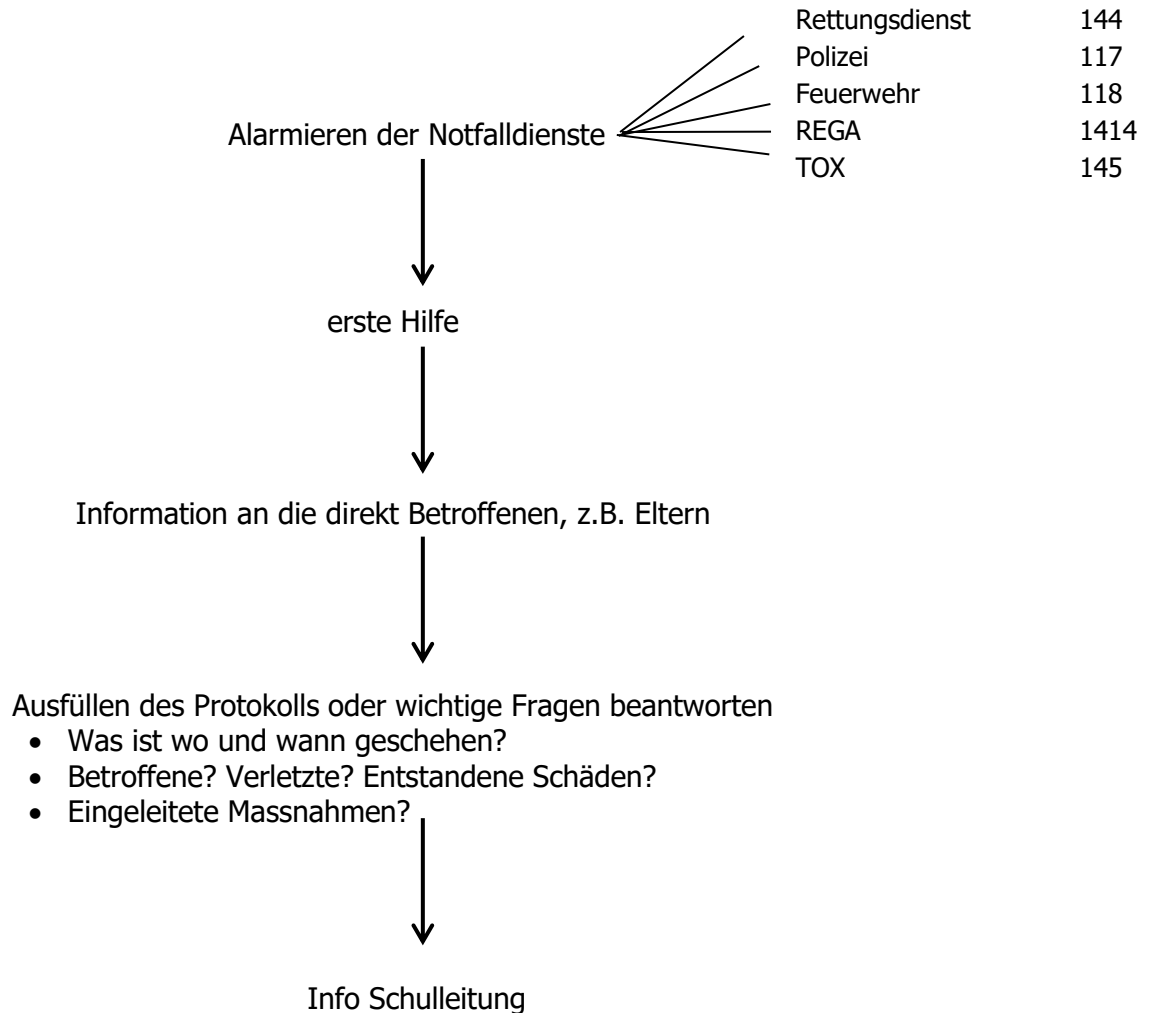 Rettungsdienst 144
Polizei 117
Feuerwehr 118
REGA 1414
TOX 145
Alarmieren der Notfalldienste
erste Hilfe
Information an die direkt Betroffenen, z.B. Eltern
Ausfüllen des Protokolls oder wichtige Fragen beantworten
• Was ist wo und wann geschehen?
• Betroffene? Verletzte? Entstandene Schäden?
• Eingeleitete Massnahmen?
Info Schulleitung